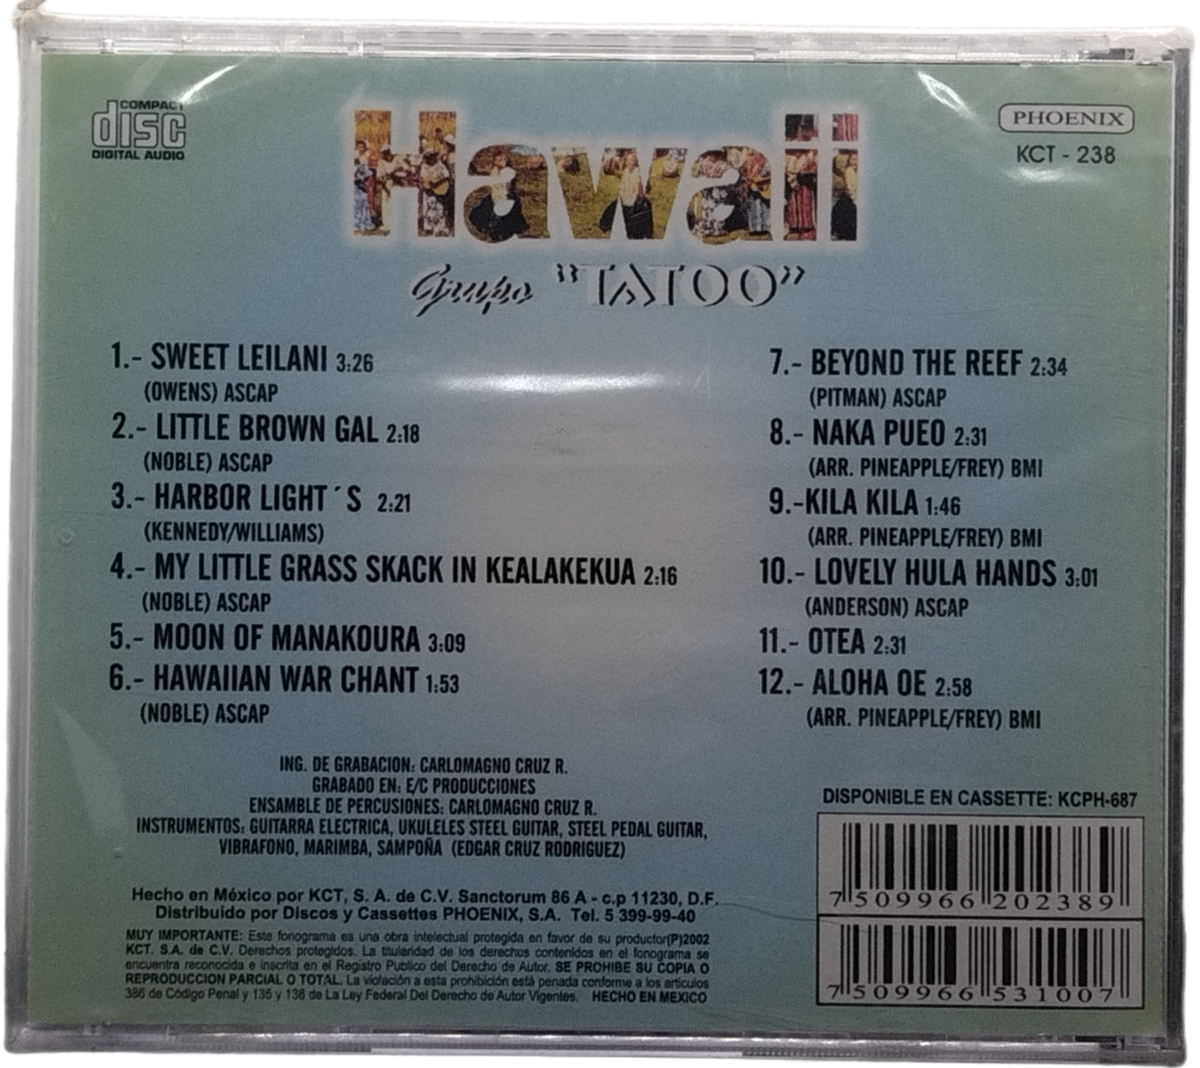 COMPACT
disc
DIGITAL AUDIO
Hawaii
Grupo "TATOO"
PHOENIX
KCT - 238
1.- SWEET LEILANI 3:26
(OWENS) ASCAP
2.- LITTLE BROWN GAL 2:18
(NOBLE) ASCAP
3.- HARBOR LIGHT´S 2:21
(KENNEDY/WILLIAMS)
4.- MY LITTLE GRASS SKACK IN KEALAKEKUA 2:16
(NOBLE) ASCAP
5.- MOON OF MANAKOURA 3:09
6.- HAWAIIAN WAR CHANT 1:53
(NOBLE) ASCAP
7.- BEYOND THE REEF 2:34
(PITMAN) ASCAP
8.- NAKA PUEO 2:31
(ARR. PINEAPPLE/FREY) BMI
9.-KILA KILA 1:46
(ARR. PINEAPPLE/FREY) BMI
10.- LOVELY HULA HANDS 3:01
(ANDERSON) ASCAP
11.- OTEA 2:31
12.- ALOHA OE 2:58
(ARR. PINEAPPLE/FREY) BMI
ING. DE GRABACION: CARLOMAGNO CRUZ R.
GRABADO EN: E/C PRODUCCIONES
ENSAMBLE DE PERCUSIONES: CARLOMAGNO CRUZ R.
INSTRUMENTOS: GUITARRA ELECTRICA, UKULELES STEEL GUITAR, STEEL PEDAL GUITAR,
VIBRAFONO, MARIMBA, SAMPOÑA (EDGAR CRUZ RODRIGUEZ)
Hecho en México por KCT, S. A. de C.V. Sanctorum 86 A - c.p 11230, D.F.
Distribuido por Discos y Cassettes PHOENIX, S.A. Tel. 5 399-99-40
MUY IMPORTANTE: Este fonograma es una obra intelectual protegida en favor de su productor(P)2002
KCT. S.A. de C.V. Derechos protegidos. La titularidad de los derechos contenidos en el fonograma se
encuentra reconocida e inscrita en el Registro Publico del Derecho de Autor. SE PROHIBE SU COPIA O
REPRODUCCION PARCIAL O TOTAL. La violación a esta prohibición está penada conforme a los articulos
386 de Código Penal y 135 y 136 de La Ley Federal Del Derecho de Autor Vigentes. HECHO EN MEXICO
DISPONIBLE EN CASSETTE: KCPH-687
7 509966 202389
7 509966 531007